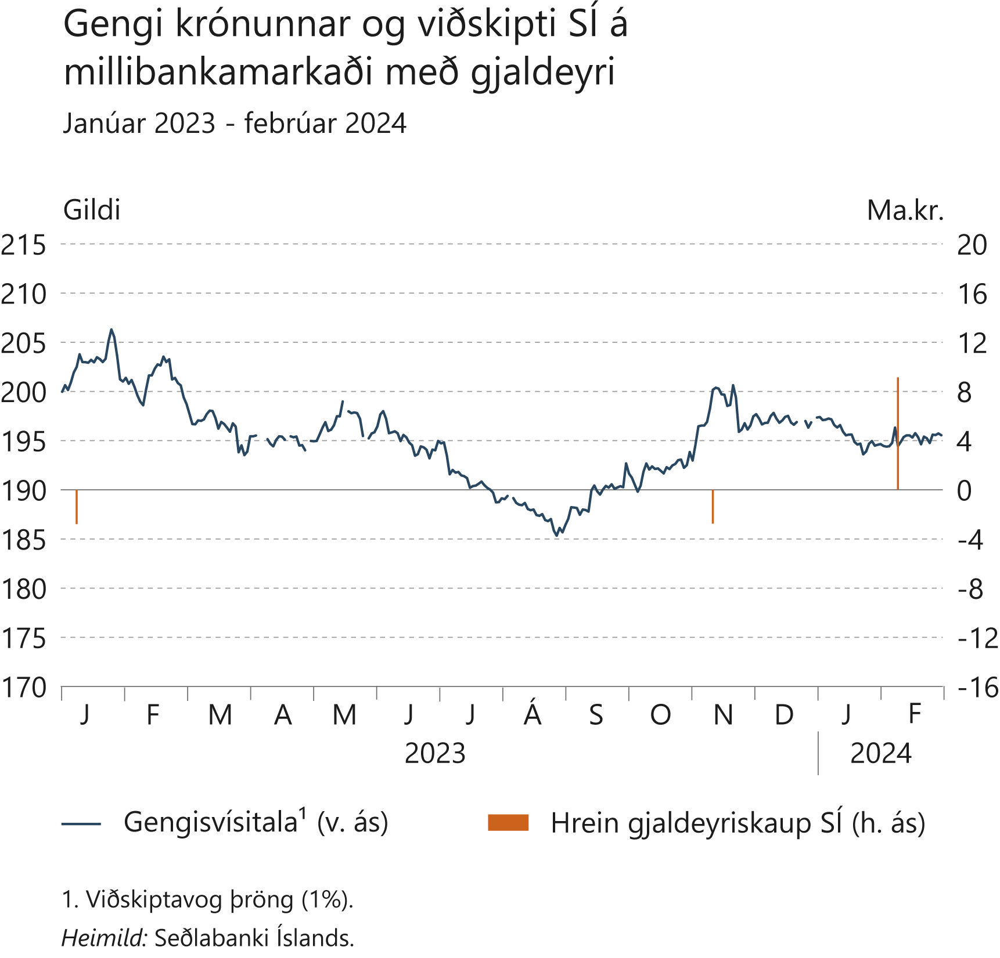 Gengi krónunnar og viðskipti SÍ á
millibankamarkaði með gjaldeyri
Janúar 2023 - febrúar 2024
Gildi Ma.kr.
215 20
210 16
205 12
200 8
195 4
190 0
185 -4
180 -8
175 -12
170 -16
J F M A M J J Á S O N D J F
2023 2024
Gengisvísitala¹ (v. ás) Hrein gjaldeyriskaup SÍ (h. ás)
1. Viðskiptavog þröng (1%).
Heimild: Seðlabanki Íslands.